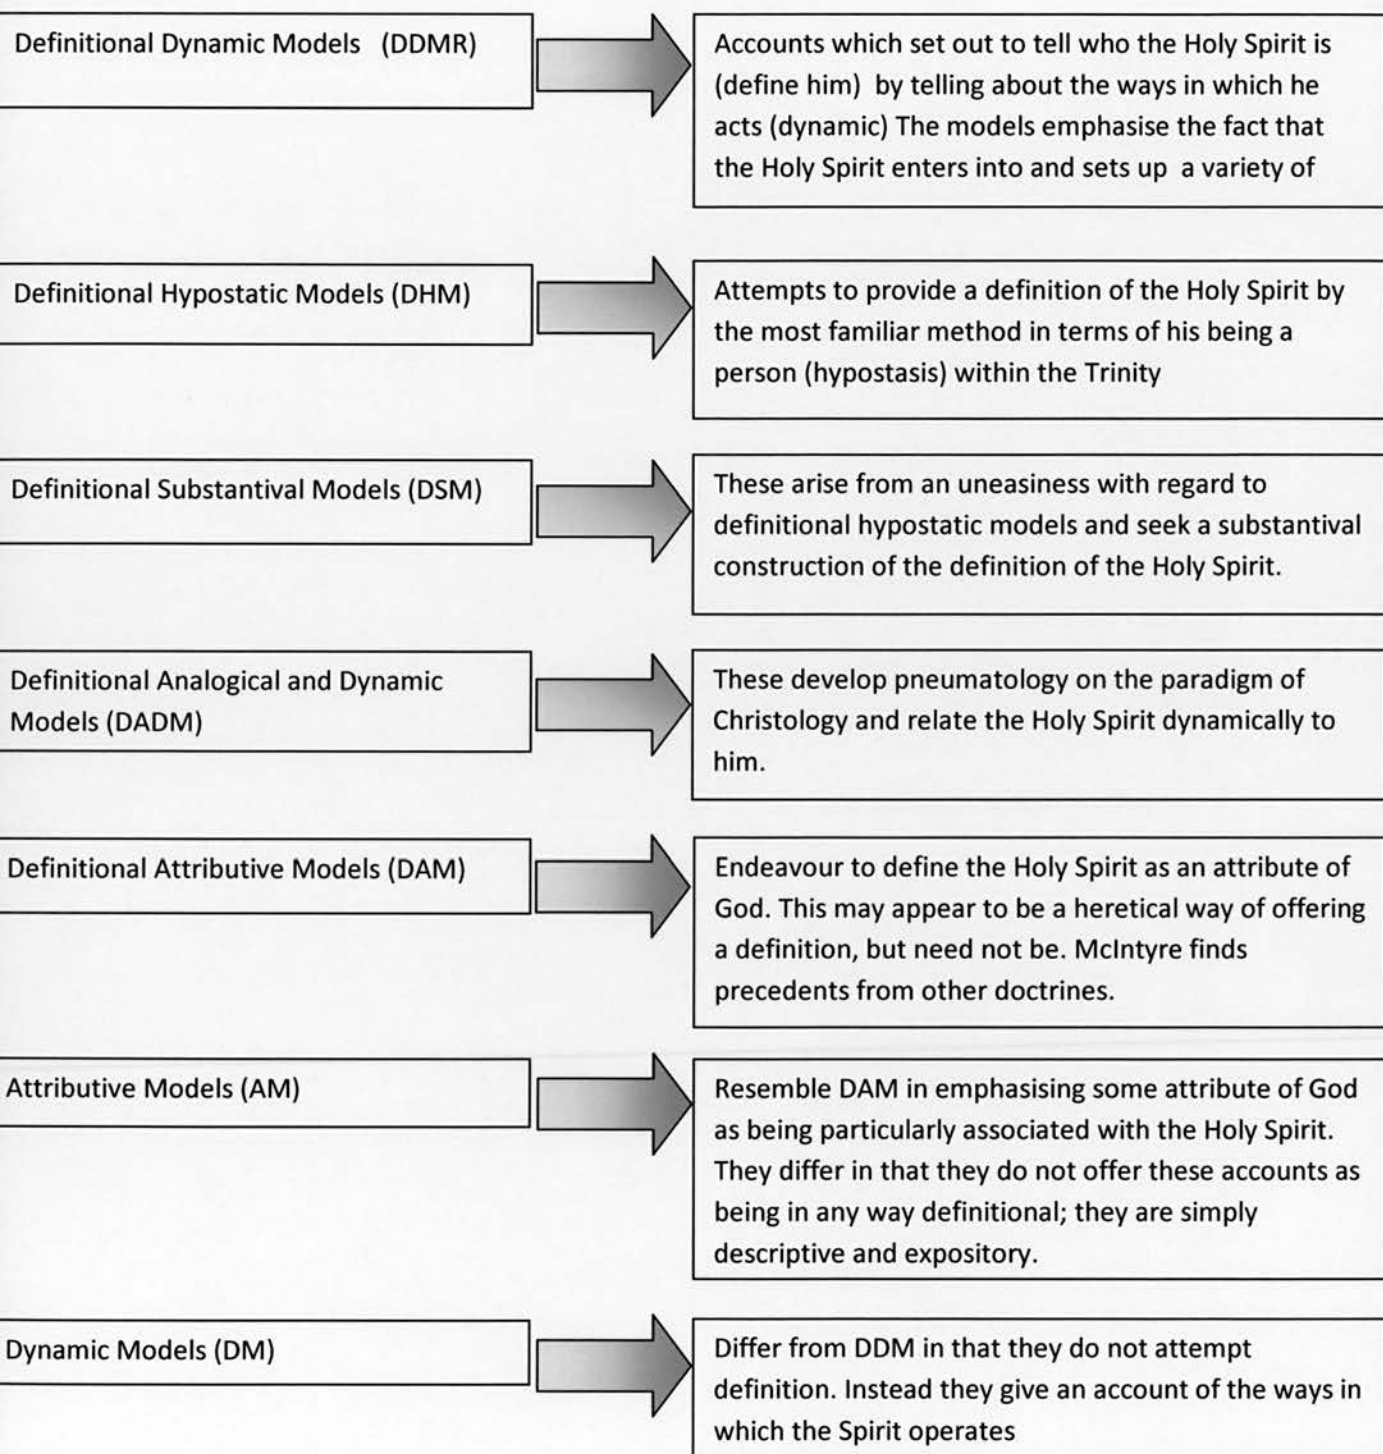 Definitional Dynamic Models (DDMR)
Accounts which set out to tell who the Holy Spirit is
(define him) by telling about the ways in which he
acts (dynamic) The models emphasise the fact that
the Holy Spirit enters into and sets up a variety of
Definitional Hypostatic Models (DHM)
Attempts to provide a definition of the Holy Spirit by
the most familiar method in terms of his being a
person (hypostasis) within the Trinity
Definitional Substantival Models (DSM)
These arise from an uneasiness with regard to
definitional hypostatic models and seek a substantival
construction of the definition of the Holy Spirit.
Definitional Analogical and Dynamic
Models (DADM)
These develop pneumatology on the paradigm of
Christology and relate the Holy Spirit dynamically to
him.
Definitional Attributive Models (DAM)
Endeavour to define the Holy Spirit as an attribute of
God. This may appear to be a heretical way of offering
a definition, but need not be. McIntyre finds
precedents from other doctrines.
Attributive Models (AM)
Resemble DAM in emphasising some attribute of God
as being particularly associated with the Holy Spirit.
They differ in that they do not offer these accounts as
being in any way definitional; they are simply
descriptive and expository.
Dynamic Models (DM)
Differ from DDM in that they do not attempt
definition. Instead they give an account of the ways in
which the Spirit operates